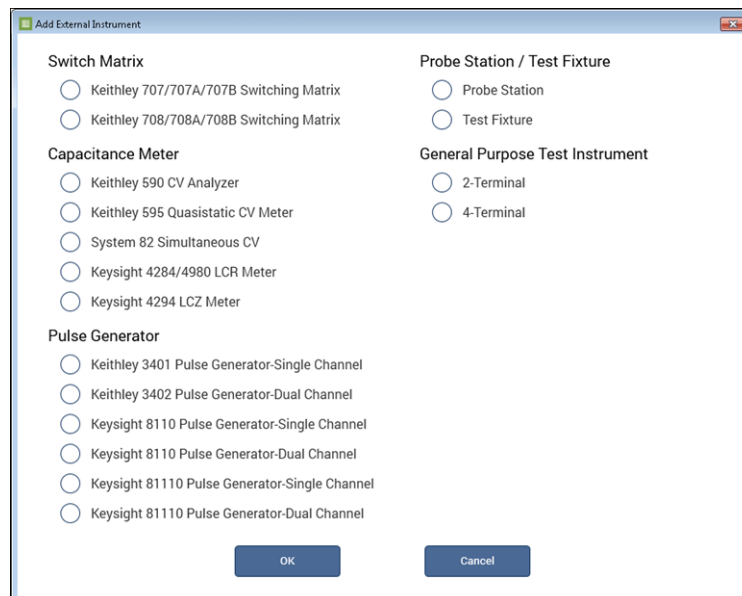 Add External Instrument
Switch Matrix
Keithley 707/707A/707B Switching Matrix
Keithley 708/708A/708B Switching Matrix
Capacitance Meter
Keithley 590 CV Analyzer
Keithley 595 Quasistatic CV Meter
System 82 Simultaneous CV
Keysight 4284/4980 LCR Meter
Keysight 4294 LCZ Meter
Pulse Generator
Keithley 3401 Pulse Generator-Single Channel
Keithley 3402 Pulse Generator-Dual Channel
Keysight 8110 Pulse Generator-Single Channel
Keysight 8110 Pulse Generator-Dual Channel
Keysight 81110 Pulse Generator-Single Channel
Keysight 81110 Pulse Generator-Dual Channel
Probe Station / Test Fixture
Probe Station
Test Fixture
General Purpose Test Instrument
2-Terminal
4-Terminal
OK
Cancel